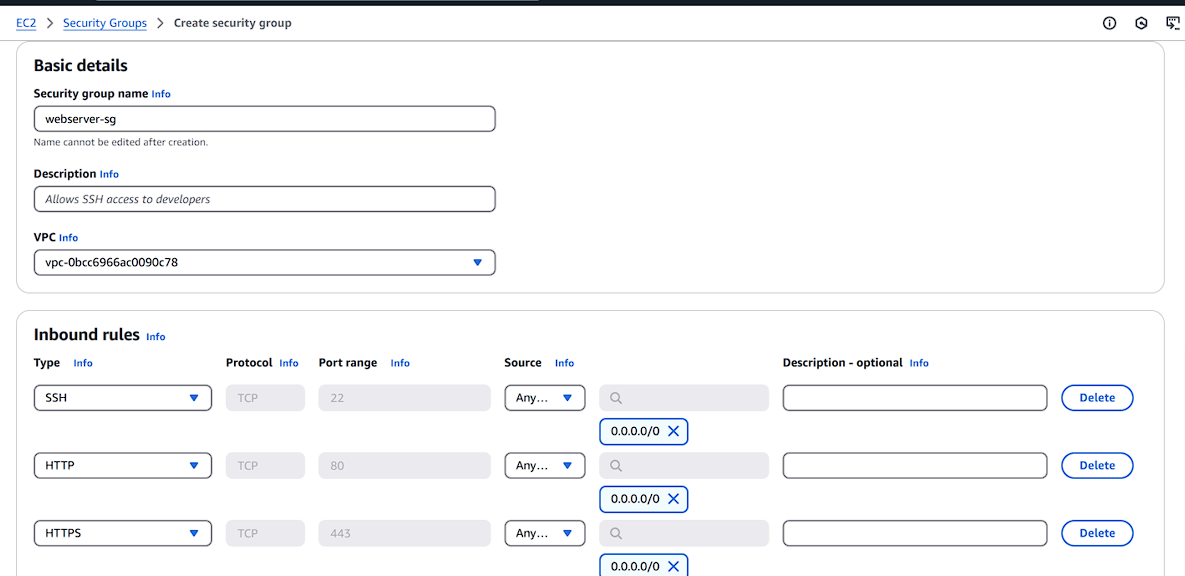 EC2 > Security Groups > Create security group
Basic details
Security group name Info
webserver-sg
Name cannot be edited after creation.
Description Info
Allows SSH access to developers
VPC Info
vpc-0bcc6966ac0090c78
Inbound rules Info
Type Info Protocol Info Port range Info Source Info Description - optional Info
SSH TCP 22 Any... Delete
0.0.0.0/0
HTTP TCP 80 Any... Delete
0.0.0.0/0
HTTPS TCP 443 Any... Delete
0.0.0.0/0